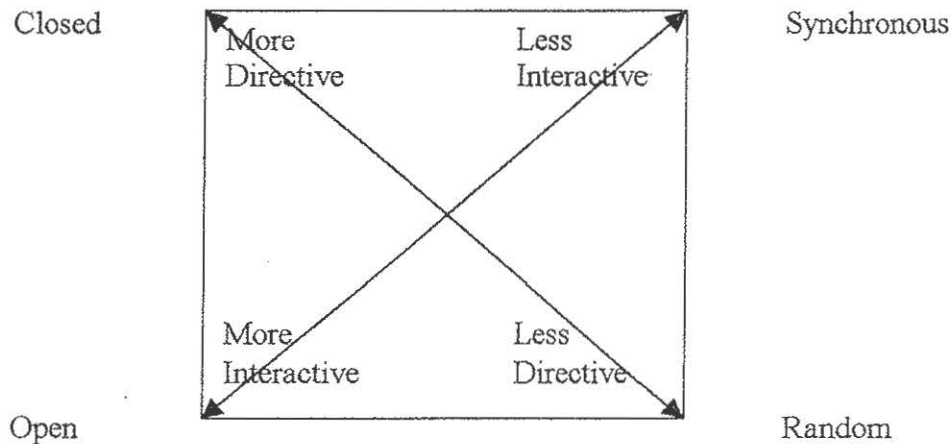 Closed
More
Directive
Less
Interactive
Synchronous
More
Interactive
Less
Directive
Open
Random